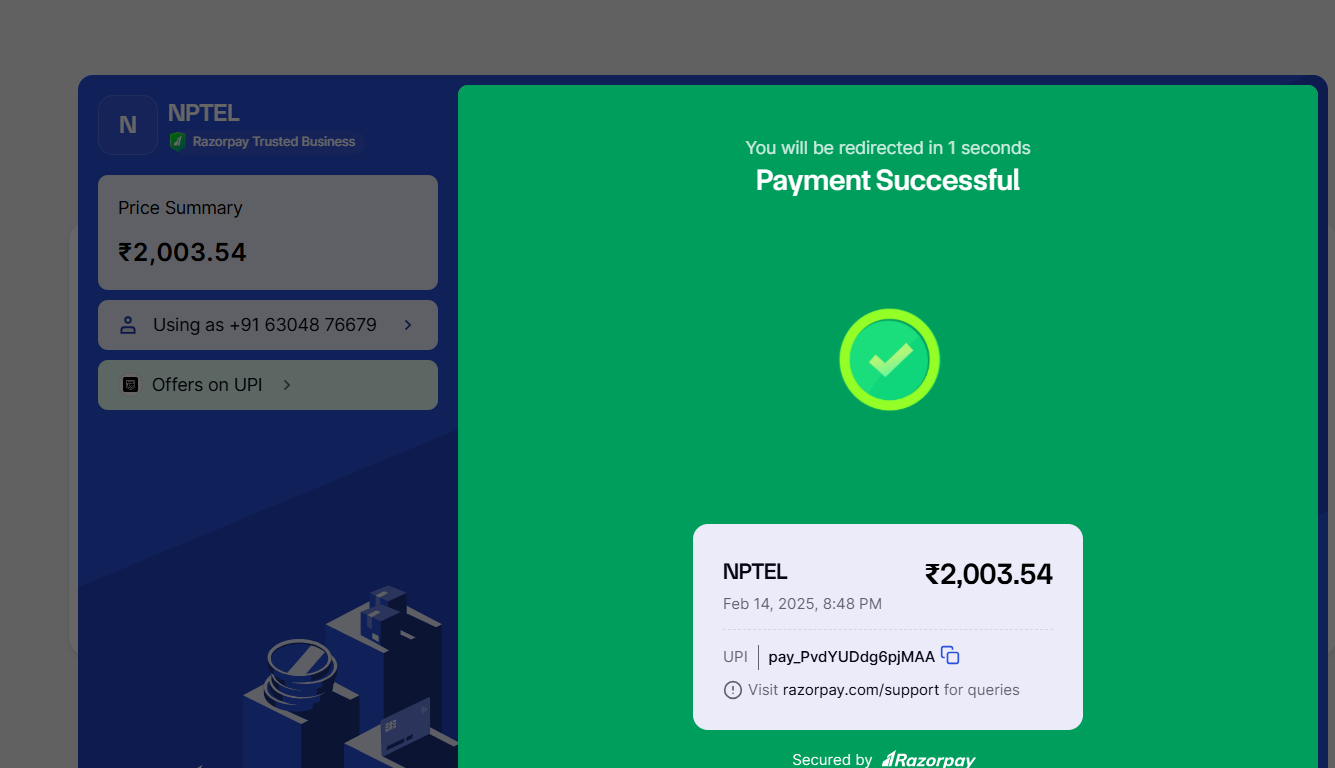 N
NPTEL
Razorpay Trusted Business
Price Summary
₹2,003.54
Using as +91 63048 76679
Offers on UPI
You will be redirected in 1 seconds
Payment Successful
NPTEL
₹2,003.54
Feb 14, 2025, 8:48 PM
UPI
pay_PvdYUDdg6pjMAA
Visit razorpay.com/support for queries
Secured by Razorpay